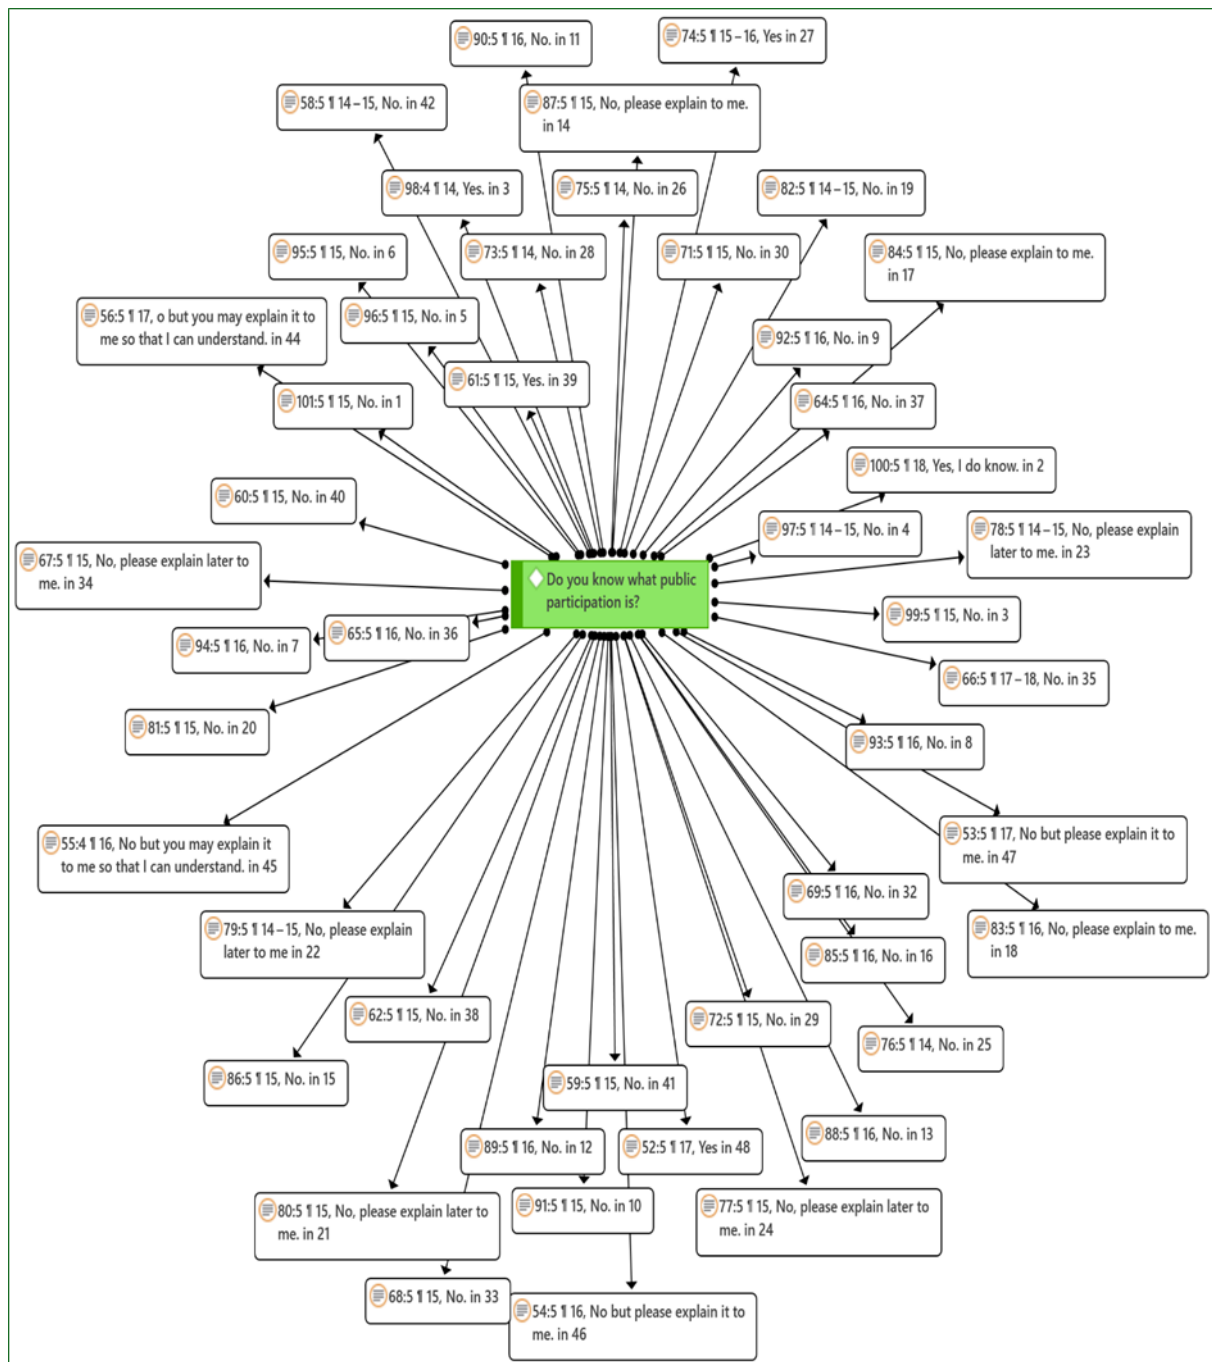 90:5 ¶ 16, No. in 11
74:5 ¶ 15 – 16, Yes in 27
58:5 ¶ 14 – 15, No. in 42
87:5 ¶ 15, No, please explain to me.
in 14
98:4 ¶ 14, Yes. in 3
75:5 ¶ 14, No. in 26
82:5 ¶ 14 – 15, No. in 19
95:5 ¶ 15, No. in 6
73:5 ¶ 14, No. in 28
71:5 ¶ 15, No. in 30
84:5 ¶ 15, No, please explain to me.
in 17
56:5 ¶ 17, o but you may explain it to
me so that I can understand. in 44
96:5 ¶ 15, No. in 5
92:5 ¶ 16, No. in 9
61:5 ¶ 15, Yes. in 39
101:5 ¶ 15, No. in 1
64:5 ¶ 16, No. in 37
100:5 ¶ 18, Yes, I do know. in 2
60:5 ¶ 15, No. in 40
97:5 ¶ 14 – 15, No. in 4
78:5 ¶ 14 – 15, No, please explain
later to me. in 23
67:5 ¶ 15, No, please explain later to
me. in 34
Do you know what public
participation is?
99:5 ¶ 15, No. in 3
65:5 ¶ 16, No. in 36
94:5 ¶ 16, No. in 7
66:5 ¶ 17 – 18, No. in 35
81:5 ¶ 15, No. in 20
93:5 ¶ 16, No. in 8
55:4 ¶ 16, No but you may explain it
to me so that I can understand. in 45
53:5 ¶ 17, No but please explain it to
me. in 47
69:5 ¶ 16, No. in 32
79:5 ¶ 14 – 15, No, please explain
later to me in 22
83:5 ¶ 16, No, please explain to me.
in 18
85:5 ¶ 16, No. in 16
62:5 ¶ 15, No. in 38
72:5 ¶ 15, No. in 29
76:5 ¶ 14, No. in 25
86:5 ¶ 15, No. in 15
59:5 ¶ 15, No. in 41
88:5 ¶ 16, No. in 13
89:5 ¶ 16, No. in 12
52:5 ¶ 17, Yes in 48
91:5 ¶ 15, No. in 10
80:5 ¶ 15, No, please explain later to
me. in 21
77:5 ¶ 15, No, please explain later to
me. in 24
68:5 ¶ 15, No. in 33
54:5 ¶ 16, No but please explain it to
me. in 46